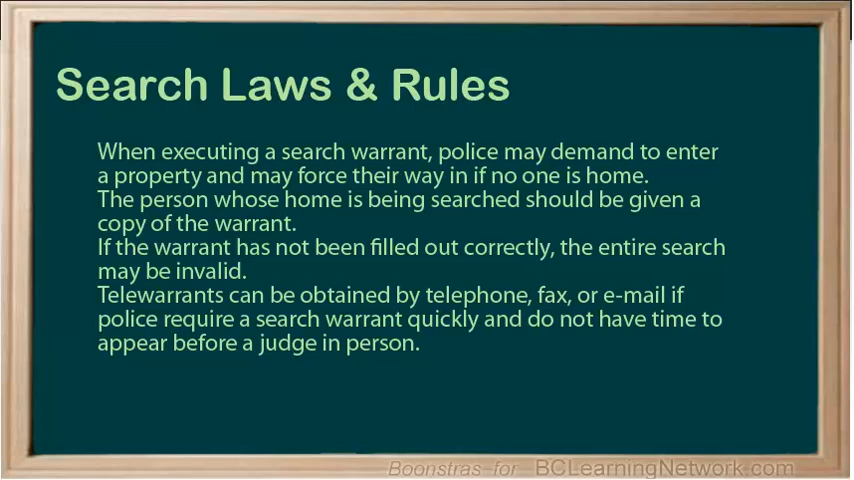 Search Laws & Rules
When executing a search warrant, police may demand to enter
a property and may force their way in if no one is home.
The person whose home is being searched should be given a
copy of the warrant.
If the warrant has not been filled out correctly, the entire search
may be invalid.
Telewarrants can be obtained by telephone, fax, or e-mail if
police require a search warrant quickly and do not have time to
appear before a judge in person.
Boonstras for BCLearningNetwork.com